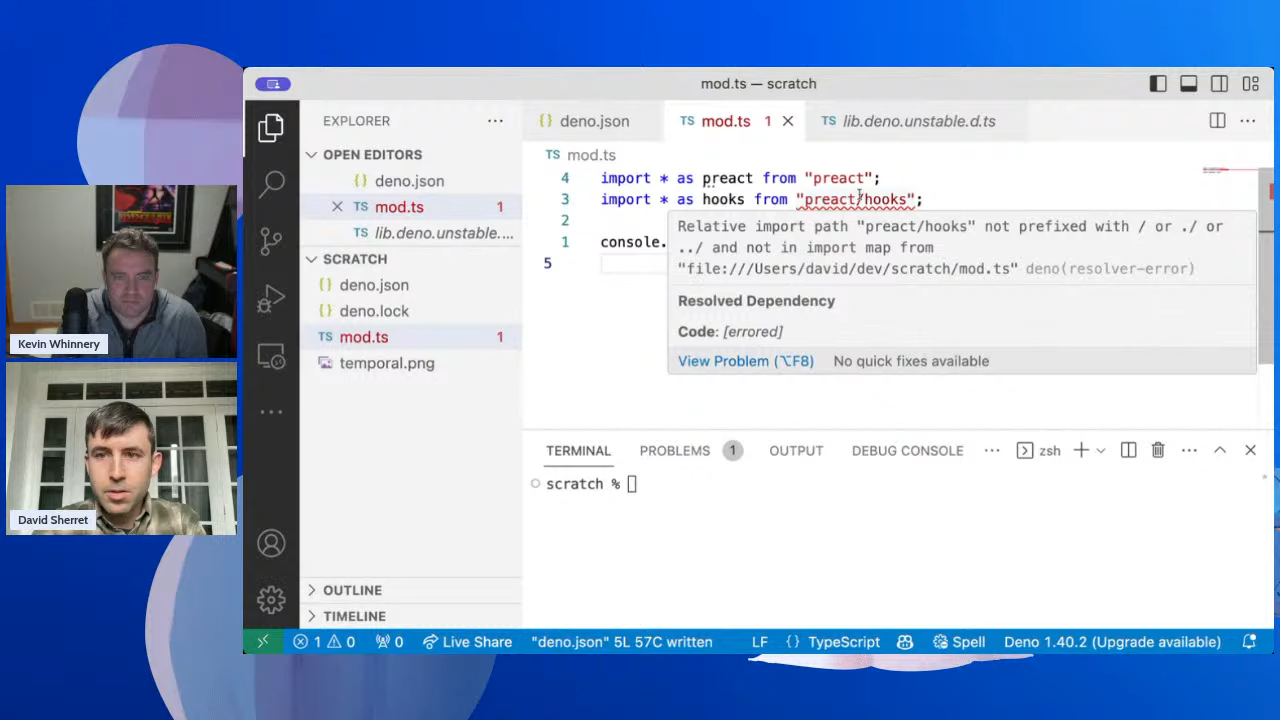 mod.ts — scratch
EXPLORER
OPEN EDITORS
{} deno.json
TS mod.ts 1
lib.deno.unstable....
SCRATCH
deno.json
deno.lock
TS mod.ts 1
temporal.png
OUTLINE
TIMELINE
{} deno.json
TS mod.ts 1
TS lib.deno.unstable.d.ts
TS mod.ts
4 import * as preact from "preact";
3 import * as hooks from "preact/hooks";
2
1 console.
5
Relative import path "preact/hooks" not prefixed with / or ./ or
../ and not in import map from
"file:///Users/david/dev/scratch/mod.ts" deno(resolver-error)
Resolved Dependency
Code: [errored]
View Problem (⌥F8) No quick fixes available
TERMINAL PROBLEMS 1 OUTPUT DEBUG CONSOLE ··· zsh
scratch %
1 0 0 Live Share "deno.json" 5L 57C written LF {} TypeScript Spell Deno 1.40.2 (Upgrade available)
Kevin Whinnery
David Sherret